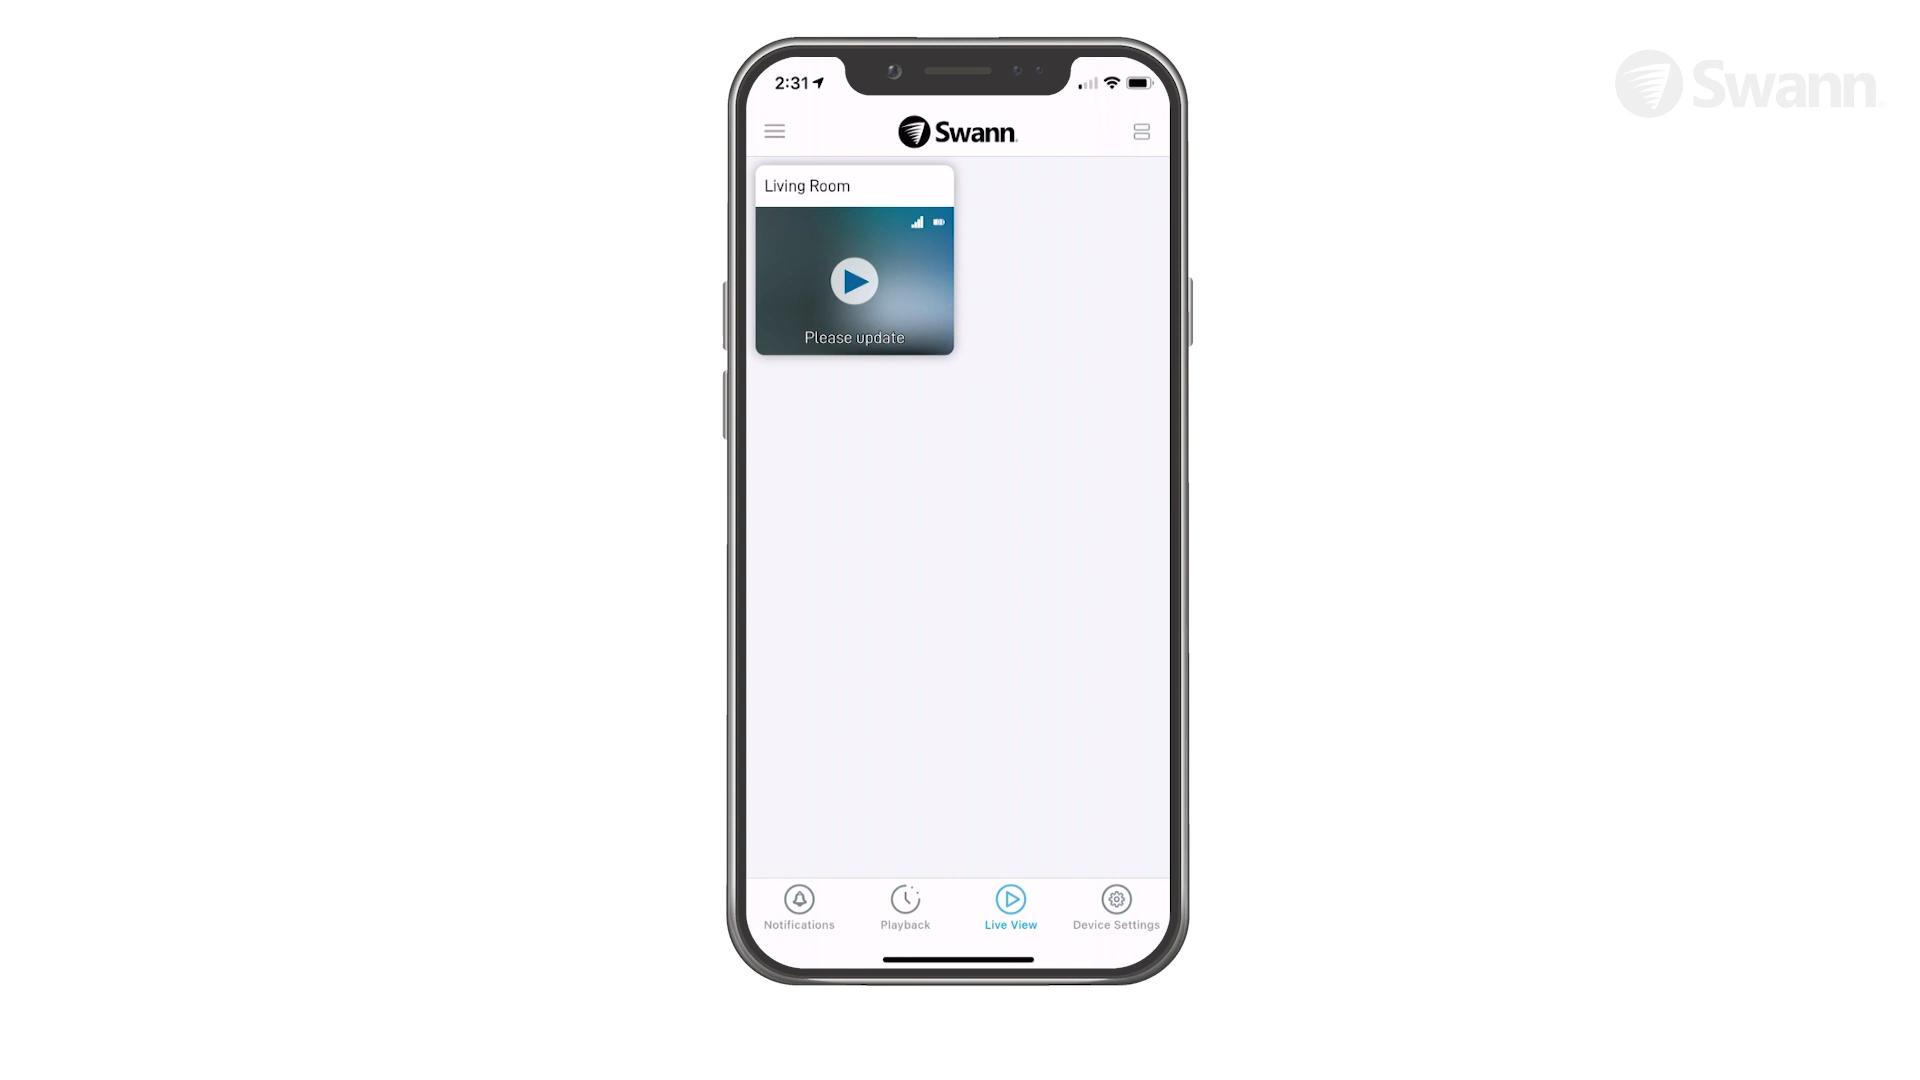 Swann
2:31
Swann
Living Room
Please update
Notifications
Playback
Live View
Device Settings